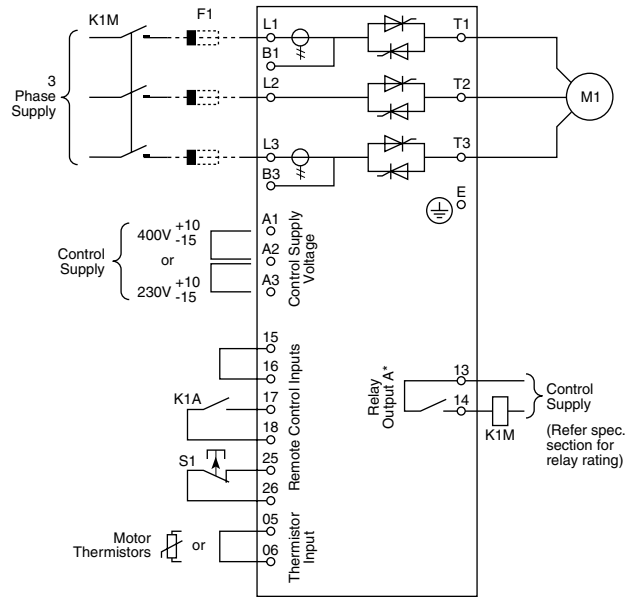 K1M
F1
L1
T1
B1
3
Phase
Supply
L2
T2
M1
L3
T3
B3
E
Control
Supply
400V +10
-15
or
230V +10
-15
A1
A2
A3
Control Supply
Voltage
15
16
K1A
17
18
S1
25
26
Remote Control Inputs
Motor
Thermistors
or
05
06
Thermistor
Input
Relay
Output A*
13
14
K1M
Control
Supply
(Refer spec.
section for
relay rating)